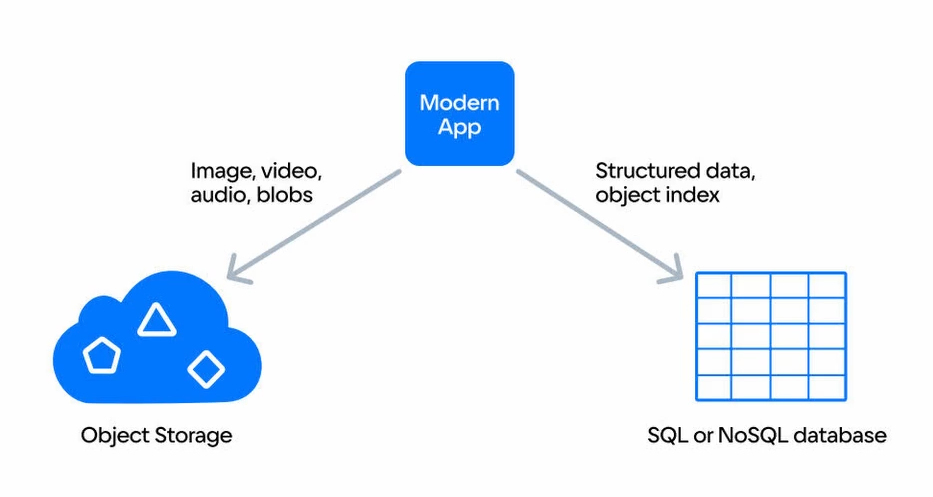 Modern
App
Image, video,
audio, blobs
Structured data,
object index
Object Storage
SQL or NoSQL database